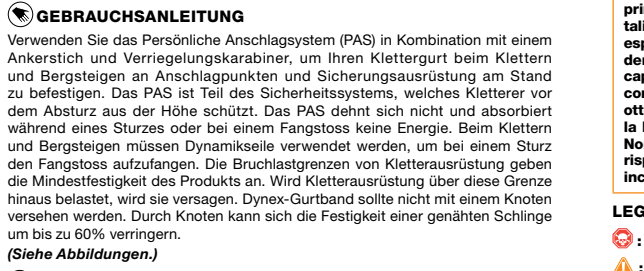 GEBRAUCHSANLEITUNG
Verwenden Sie das Persönliche Anschlagsystem (PAS) in Kombination mit einem
Ankerstich und Verriegelungskarabiner, um Ihren Klettergurt beim Klettern
und Bergsteigen an Anschlagpunkten und Sicherungsausrüstung am Stand
zu befestigen. Das PAS ist Teil des Sicherheitssystems, welches Kletterer vor
dem Absturz aus der Höhe schützt. Das PAS dehnt sich nicht und absorbiert
während eines Sturzes oder bei einem Fangstoss keine Energie. Beim Klettern
und Bergsteigen müssen Dynamikseile verwendet werden, um bei einem Sturz
den Fangstoss aufzufangen. Die Bruchlastgrenzen von Kletterausrüstung geben
die Mindestfestigkeit des Produkts an. Wird Kletterausrüstung über diese Grenze
hinaus belastet, wird sie versagen. Dynex-Gurtband sollte nicht mit einem Knoten
versehen werden. Durch Knoten kann sich die Festigkeit einer genähten Schlinge
um bis zu 60% verringern.
(Siehe Abbildungen.)
pri
tali
esp
der
cap
cor
ott
la
No
risp
inc
LEG
:
: